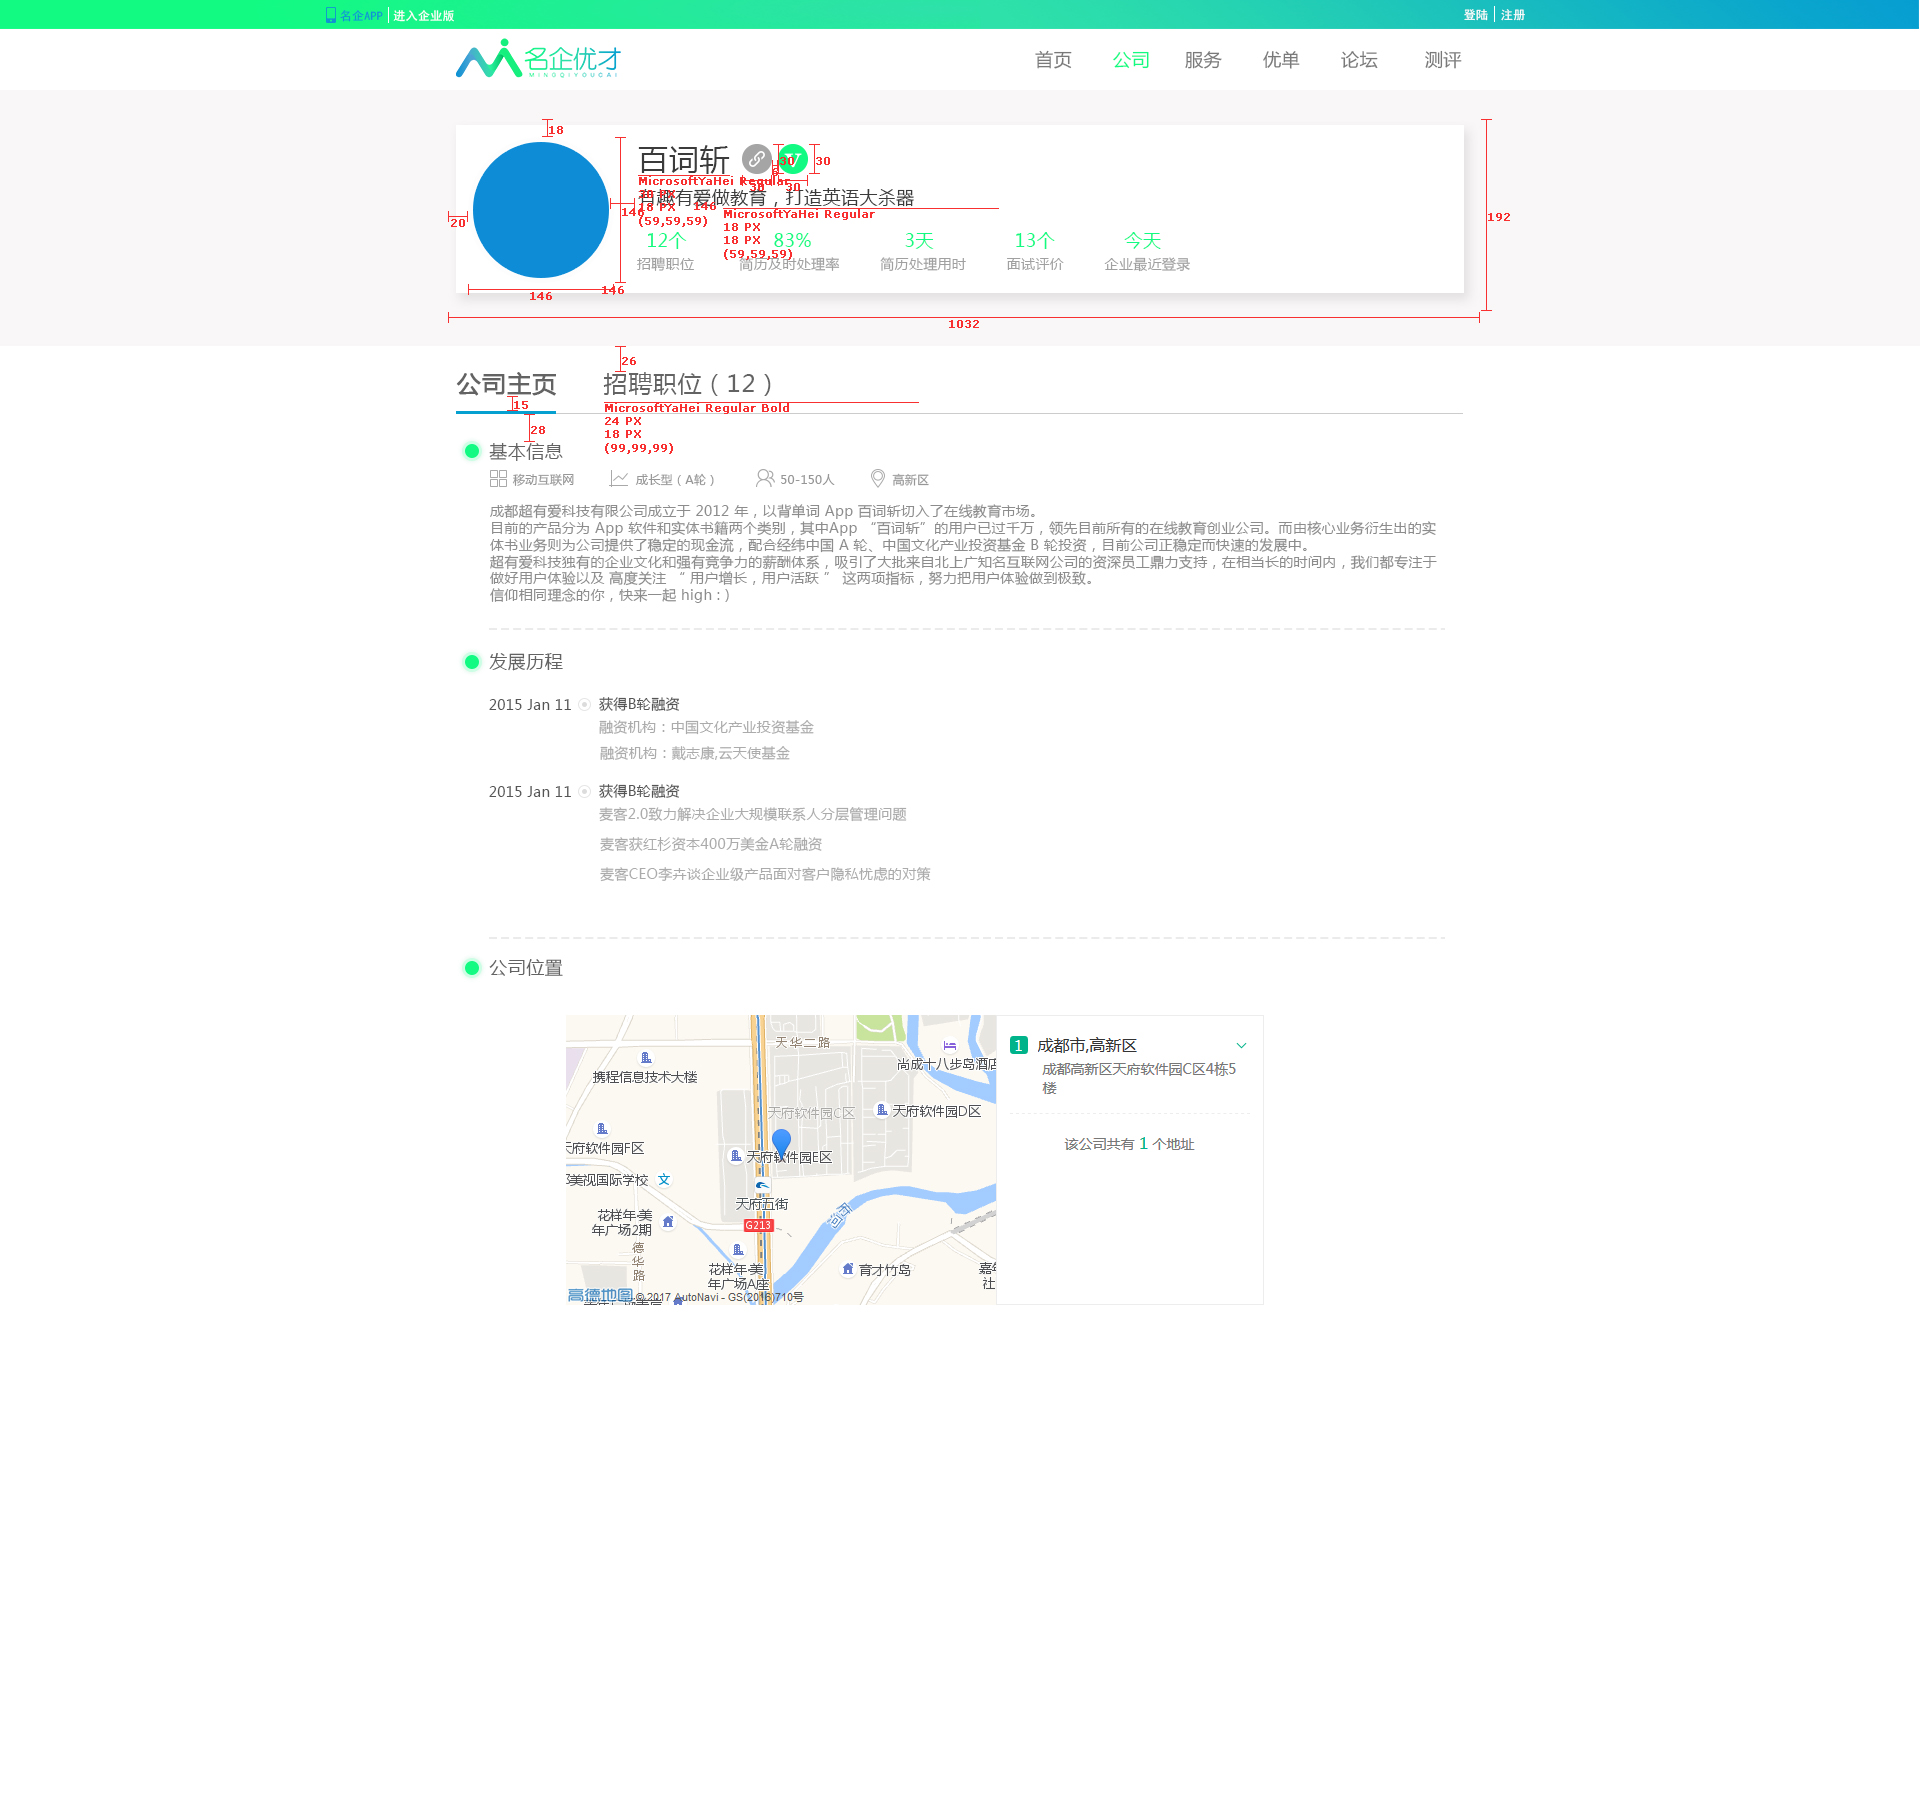 名企APP 进入企业版
登陆 注册
名企优才
MINGQIYOUCAI
首页 公司 服务 优单 论坛 测评
18
百词斩
30
30
6
MicrosoftYaHei Regular
30
30
18 PX
(59,59,59)
有趣有爱做教育，打造英语大杀器
146
146
20
192
MicrosoftYaHei Regular
18 PX
18 PX
(59,59,59)
12个 83% 3天 13个 今天
招聘职位 简历及时处理率 简历处理用时 面试评价 企业最近登录
146
146
1032
26
公司主页 招聘职位（12）
15
MicrosoftYaHei Regular Bold
24 PX
18 PX
(99,99,99)
28
基本信息
移动互联网 成长型（A轮） 50-150人 高新区
成都超有爱科技有限公司成立于 2012 年，以背单词 App 百词斩切入了在线教育市场。
目前的产品分为 App 软件和实体书籍两个类别，其中App “百词斩”的用户已过千万，领先目前所有的在线教育创业公司。而由核心业务衍生出的实
体书业务则为公司提供了稳定的现金流，配合经纬中国 A 轮、中国文化产业投资基金 B 轮投资，目前公司正稳定而快速的发展中。
超有爱科技独有的企业文化和强有竞争力的薪酬体系，吸引了大批来自北上广知名互联网公司的资深员工鼎力支持，在相当长的时间内，我们都专注于
做好用户体验以及 高度关注 “ 用户增长，用户活跃 ” 这两项指标，努力把用户体验做到极致。
信仰相同理念的你，快来一起 high : )
发展历程
2015 Jan 11 获得B轮融资
融资机构：中国文化产业投资基金
融资机构：戴志康,云天使基金
2015 Jan 11 获得B轮融资
麦客2.0致力解决企业大规模联系人分层管理问题
麦客获红杉资本400万美金A轮融资
麦客CEO李卉谈企业级产品面对客户隐私忧虑的对策
公司位置
天华二路
尚成十八步岛酒店
携程信息技术大楼
天府软件园C区
天府软件园D区
天府软件园F区
天府软件园E区
美视国际学校
文
天府五街
花样年·美
年广场2期
G213
府河
德华路
花样年·美
年广场A座
育才竹岛
高德地图
© 2017 AutoNavi - GS(2016)710号
1 成都市,高新区
成都高新区天府软件园C区4栋5
楼
该公司共有 1 个地址